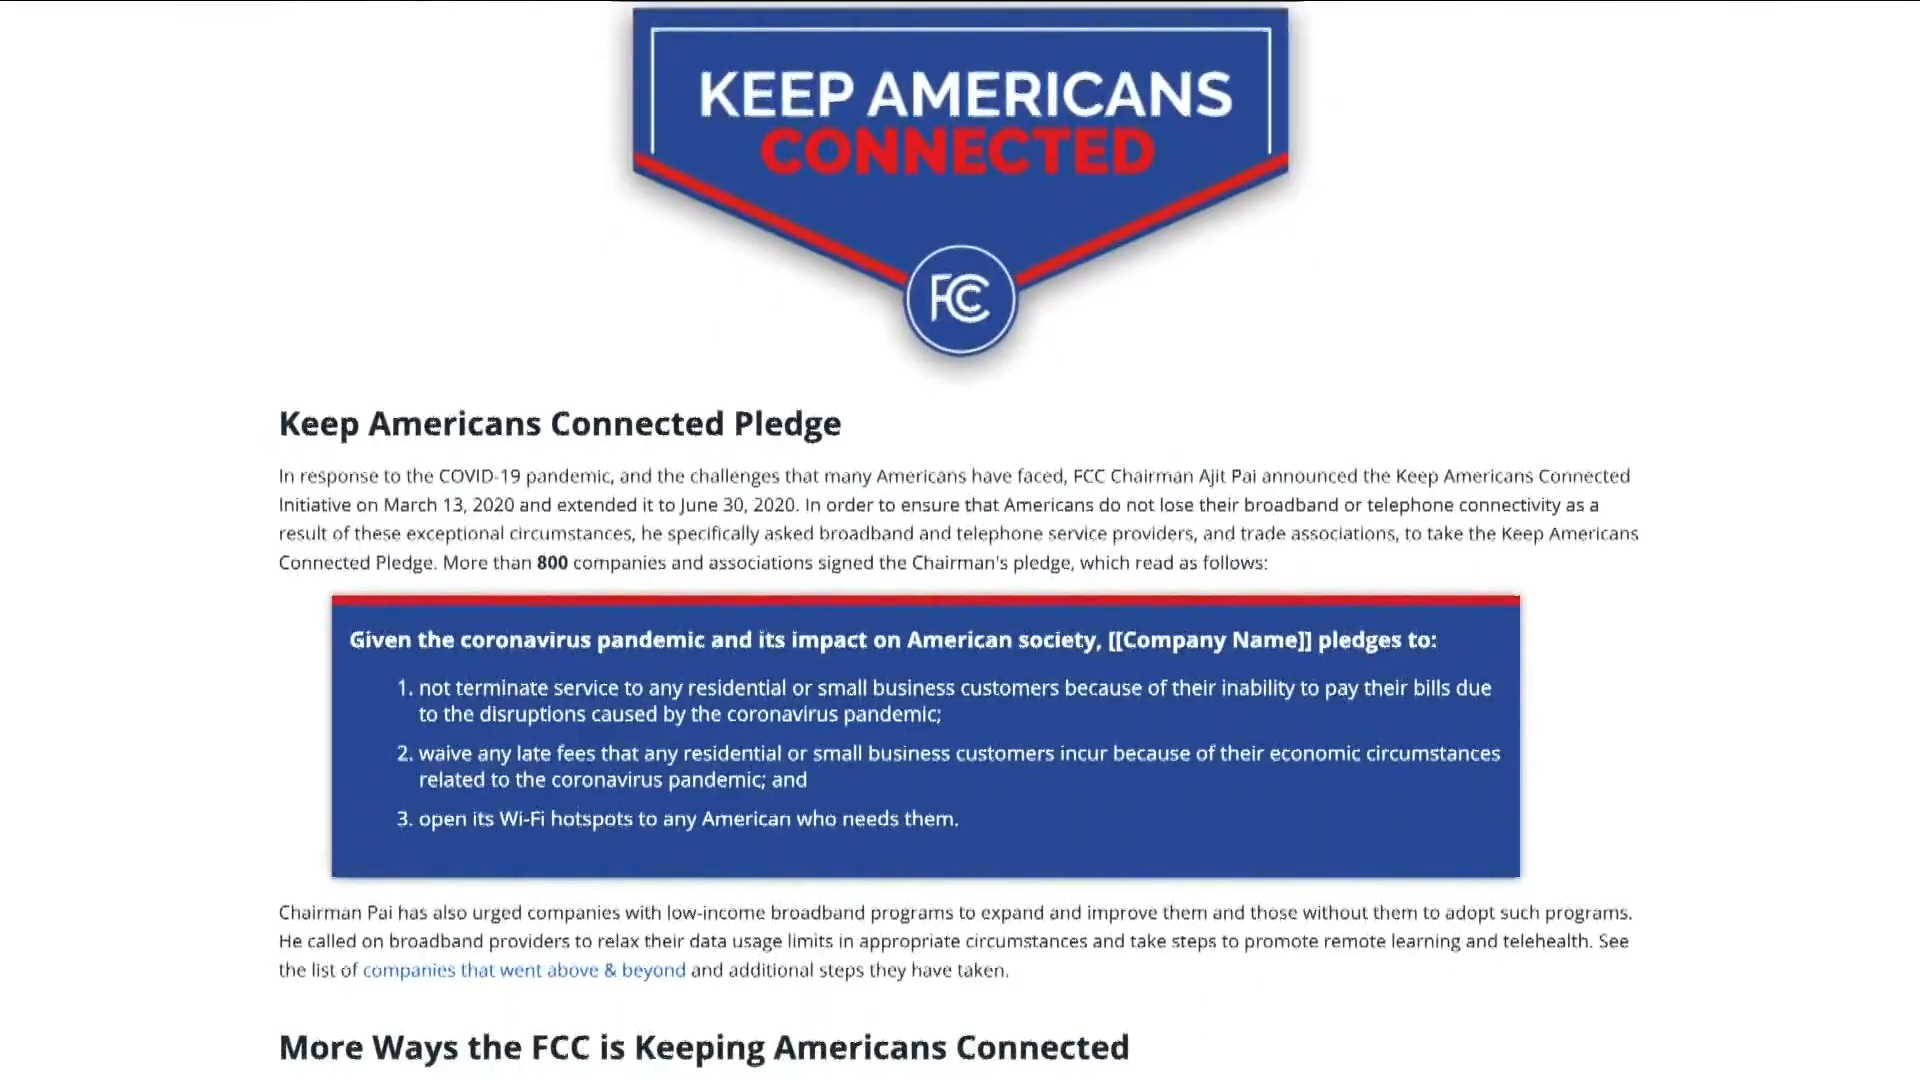 KEEP AMERICANS
CONNECTED
FCC
Keep Americans Connected Pledge
In response to the COVID-19 pandemic, and the challenges that many Americans have faced, FCC Chairman Ajit Pai announced the Keep Americans Connected
Initiative on March 13, 2020 and extended it to June 30, 2020. In order to ensure that Americans do not lose their broadband or telephone connectivity as a
result of these exceptional circumstances, he specifically asked broadband and telephone service providers, and trade associations, to take the Keep Americans
Connected Pledge. More than 800 companies and associations signed the Chairman's pledge, which read as follows:
Given the coronavirus pandemic and its impact on American society, [[Company Name]] pledges to:
1. not terminate service to any residential or small business customers because of their inability to pay their bills due
to the disruptions caused by the coronavirus pandemic;
2. waive any late fees that any residential or small business customers incur because of their economic circumstances
related to the coronavirus pandemic; and
3. open its Wi-Fi hotspots to any American who needs them.
Chairman Pai has also urged companies with low-income broadband programs to expand and improve them and those without them to adopt such programs.
He called on broadband providers to relax their data usage limits in appropriate circumstances and take steps to promote remote learning and telehealth. See
the list of companies that went above & beyond and additional steps they have taken.
More Ways the FCC is Keeping Americans Connected